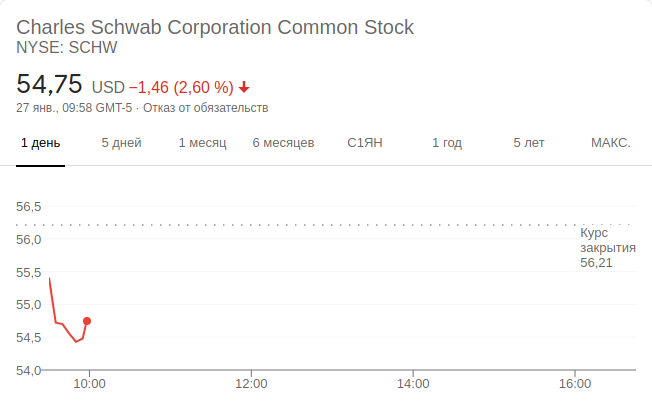 Charles Schwab Corporation Common Stock
NYSE: SCHW
54,75 USD −1,46 (2,60 %)
27 янв., 09:58 GMT-5 · Отказ от обязательств
1 день 5 дней 1 месяц 6 месяцев С1ЯН 1 год 5 лет МАКС.
56,5
56,0
55,5
55,0
54,5
54,0
Курс
закрытия
56,21
10:00 12:00 14:00 16:00